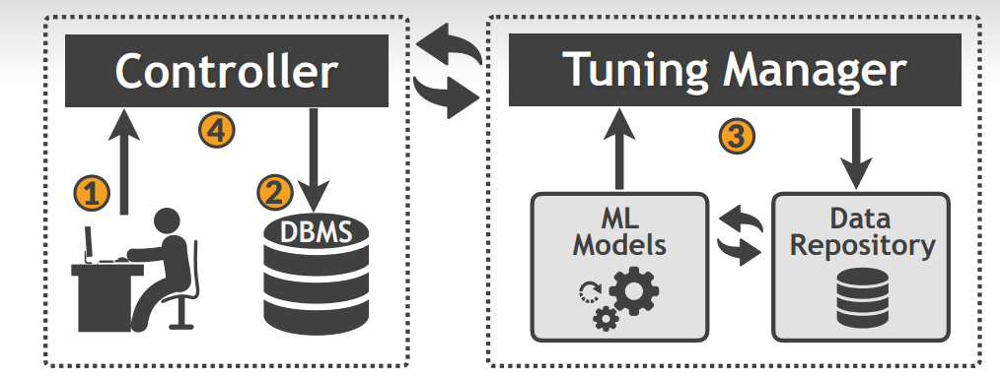 Controller
Tuning Manager
4
3
1
2
DBMS
ML
Models
Data
Repository